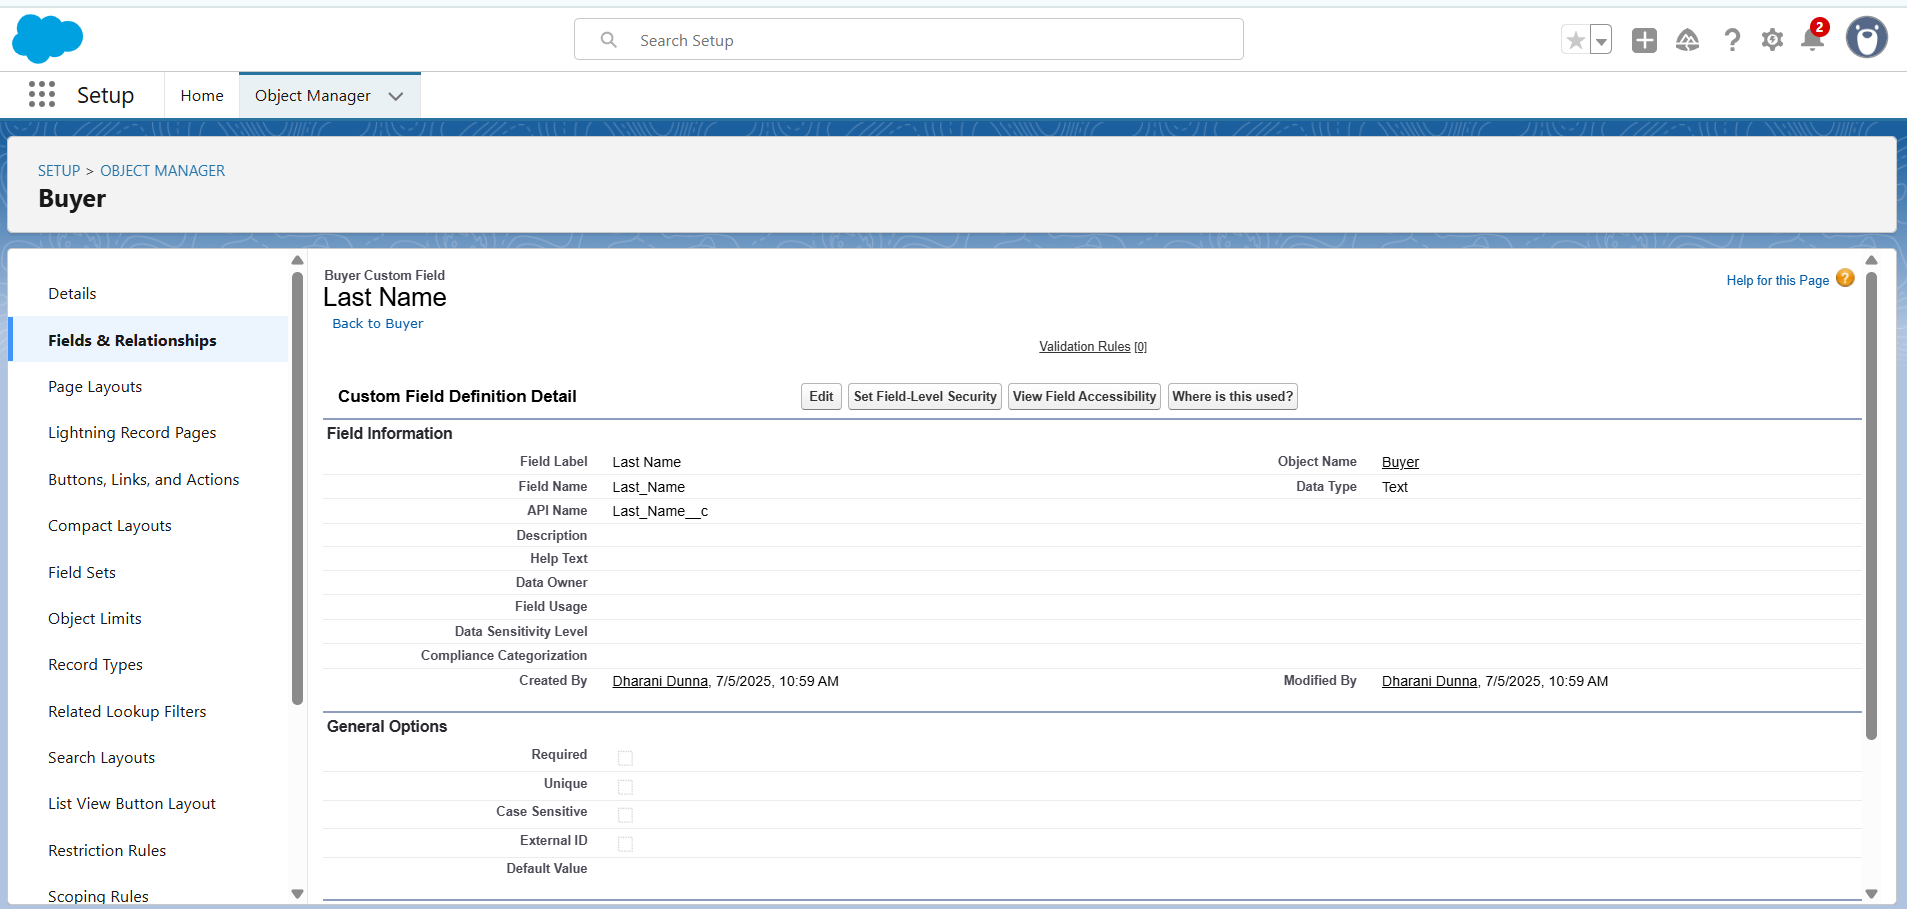 Search Setup
2
Setup
Home
Object Manager
SETUP > OBJECT MANAGER
Buyer
Details
Fields & Relationships
Page Layouts
Lightning Record Pages
Buttons, Links, and Actions
Compact Layouts
Field Sets
Object Limits
Record Types
Related Lookup Filters
Search Layouts
List View Button Layout
Restriction Rules
Scoping Rules
Buyer Custom Field
Last Name
Back to Buyer
Help for this Page ?
Validation Rules [0]
Custom Field Definition Detail
Edit
Set Field-Level Security
View Field Accessibility
Where is this used?
Field Information
Field Label Last Name
Object Name Buyer
Field Name Last_Name
Data Type Text
API Name Last_Name__c
Description
Help Text
Data Owner
Field Usage
Data Sensitivity Level
Compliance Categorization
Created By Dharani Dunna, 7/5/2025, 10:59 AM
Modified By Dharani Dunna, 7/5/2025, 10:59 AM
General Options
Required
Unique
Case Sensitive
External ID
Default Value